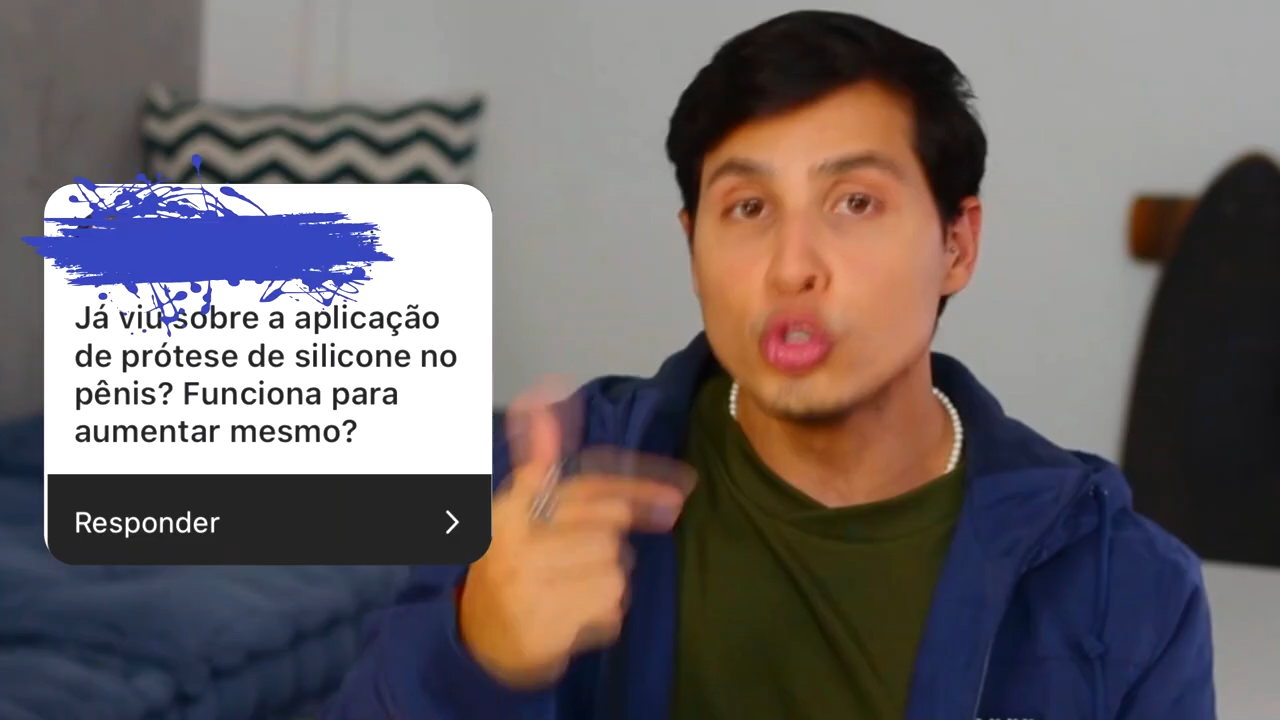 Já viu sobre a aplicação
de prótese de silicone no
pênis? Funciona para
aumentar mesmo?
Responder